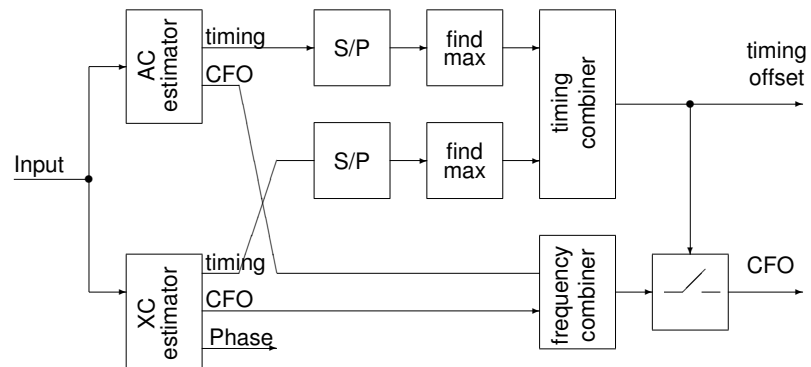 Input
AC
estimator
timing
CFO
S/P
find
max
timing
combiner
timing
offset
S/P
find
max
XC
estimator
timing
CFO
Phase
frequency
combiner
CFO